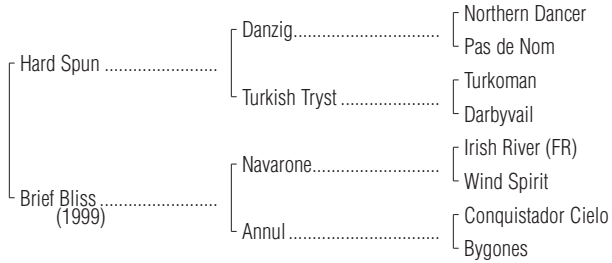 Northern Dancer
Danzig
Pas de Nom
Hard Spun
Turkoman
Turkish Tryst
Darbyvail
Irish River (FR)
Navarone
Wind Spirit
Brief Bliss
(1999)
Conquistador Cielo
Annul
Bygones